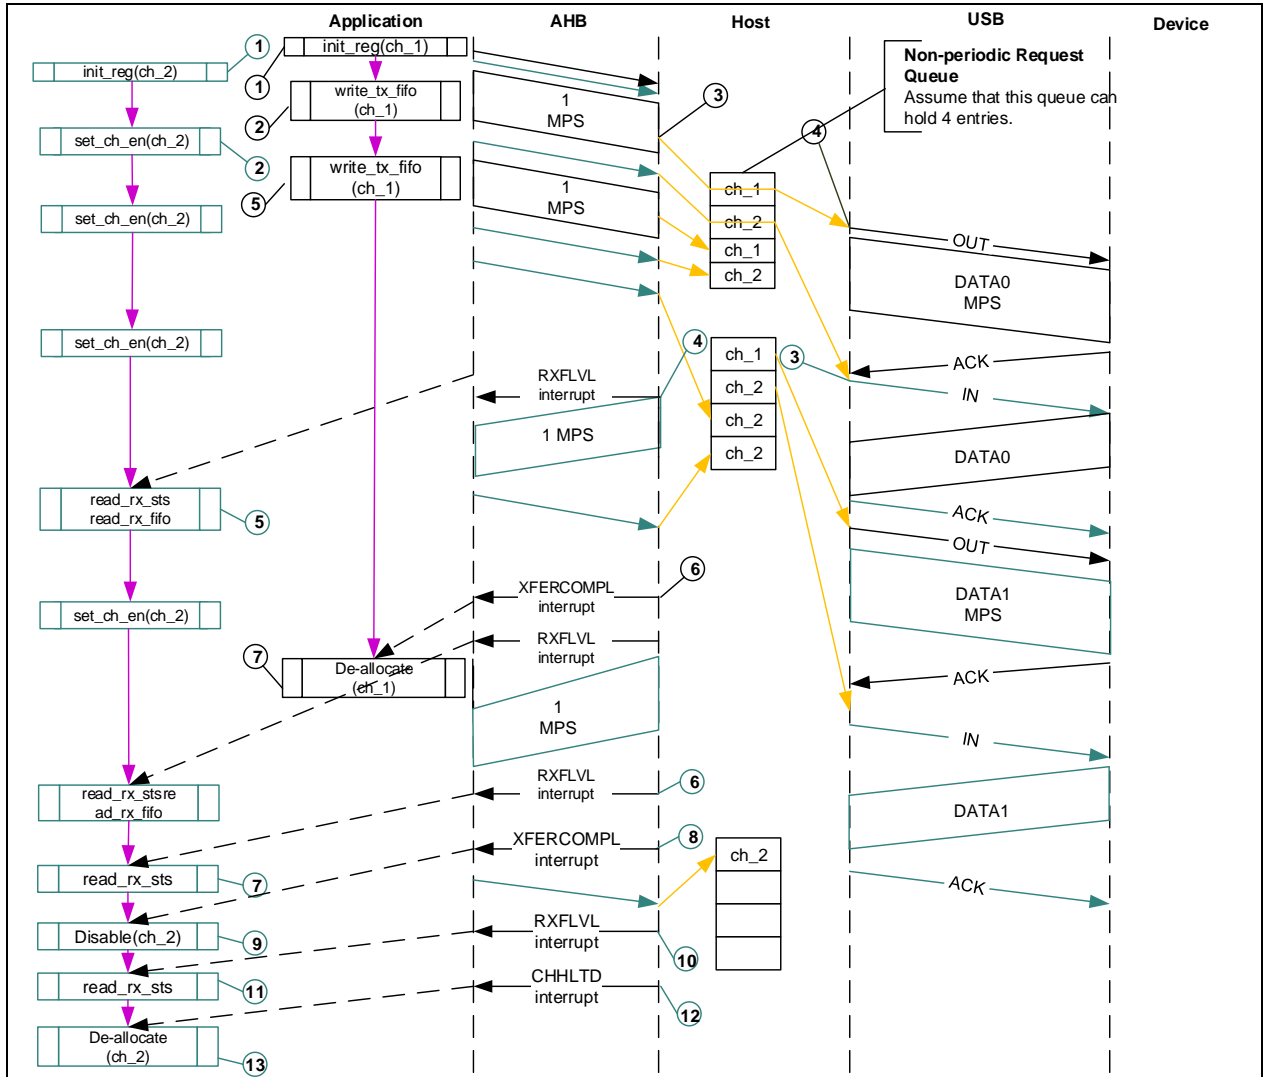 Application
AHB
Host
USB
Device
1
init_reg(ch_1)
Non-periodic Request
Queue
Assume that this queue can
hold 4 entries.
init_reg(ch_2)
1
write_tx_fifo
(ch_1)
1
MPS
3
2
4
set_ch_en(ch_2)
2
write_tx_fifo
(ch_1)
5
1
MPS
ch_1
ch_2
ch_1
ch_2
set_ch_en(ch_2)
OUT
DATA0
MPS
set_ch_en(ch_2)
4
ch_1
ch_2
ch_2
ch_2
3
ACK
RXFLVL
interrupt
IN
1 MPS
DATA0
read_rx_sts
read_rx_fifo
5
ACK
OUT
6
XFERCOMPL
interrupt
DATA1
MPS
set_ch_en(ch_2)
RXFLVL
interrupt
7
De-allocate
(ch_1)
ACK
1
MPS
IN
RXFLVL
interrupt
6
read_rx_stsre
ad_rx_fifo
DATA1
XFERCOMPL
interrupt
8
ch_2
read_rx_sts
7
ACK
RXFLVL
interrupt
Disable(ch_2)
9
10
CHHLTD
interrupt
read_rx_sts
11
12
De-allocate
(ch_2)
13